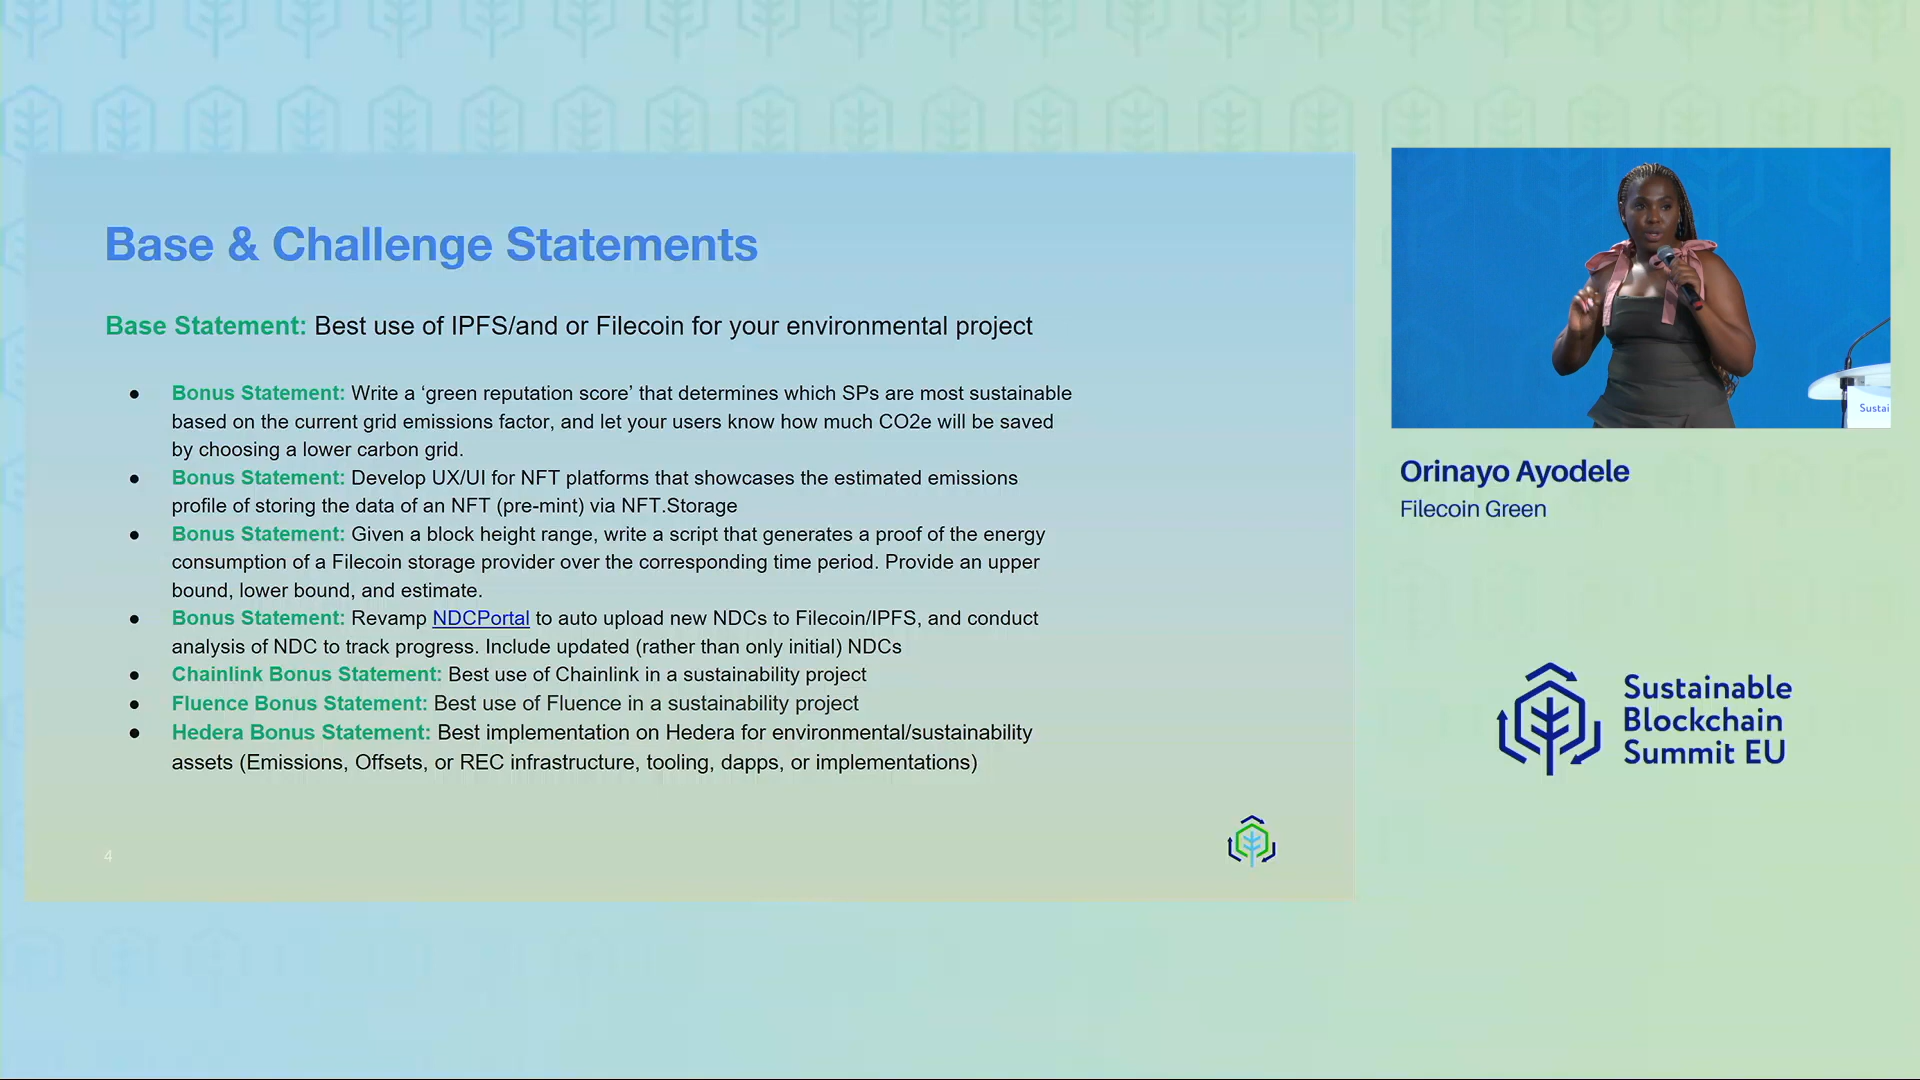 Base & Challenge Statements
Base Statement: Best use of IPFS/and or Filecoin for your environmental project
● Bonus Statement: Write a ‘green reputation score’ that determines which SPs are most sustainable
based on the current grid emissions factor, and let your users know how much CO2e will be saved
by choosing a lower carbon grid.
● Bonus Statement: Develop UX/UI for NFT platforms that showcases the estimated emissions
profile of storing the data of an NFT (pre-mint) via NFT.Storage
● Bonus Statement: Given a block height range, write a script that generates a proof of the energy
consumption of a Filecoin storage provider over the corresponding time period. Provide an upper
bound, lower bound, and estimate.
● Bonus Statement: Revamp NDCPortal to auto upload new NDCs to Filecoin/IPFS, and conduct
analysis of NDC to track progress. Include updated (rather than only initial) NDCs
● Chainlink Bonus Statement: Best use of Chainlink in a sustainability project
● Fluence Bonus Statement: Best use of Fluence in a sustainability project
● Hedera Bonus Statement: Best implementation on Hedera for environmental/sustainability
assets (Emissions, Offsets, or REC infrastructure, tooling, dapps, or implementations)
4
Sustai
Orinayo Ayodele
Filecoin Green
Sustainable
Blockchain
Summit EU